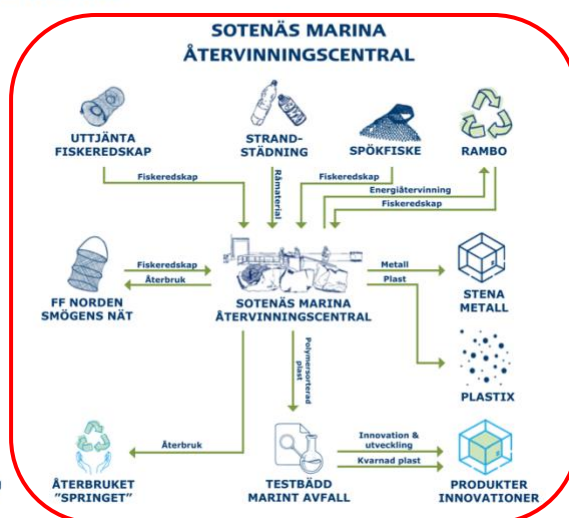 SOTENÄS MARINA
ÅTERVINNINGSCENTRAL
UTTJÄNTA
FISKEREDSKAP
STRAND-
STÄDNING
SPÖKFISKE
RAMBO
Fiskeredskap
Råmaterial
Fiskeredskap
Energiåtervinning
Fiskeredskap
Fiskeredskap
Återbruk
FF NORDEN
SMÖGENS NÄT
SOTENÄS MARINA
ÅTERVINNINGSCENTRAL
Metall
Plast
STENA
METALL
PLASTIX
Polymersorterad
plast
Återbruk
Innovation &
utveckling
Kvarnad plast
ÅTERBRUKET
"SPRINGET"
TESTBÄDD
MARINT AVFALL
PRODUKTER
INNOVATIONER